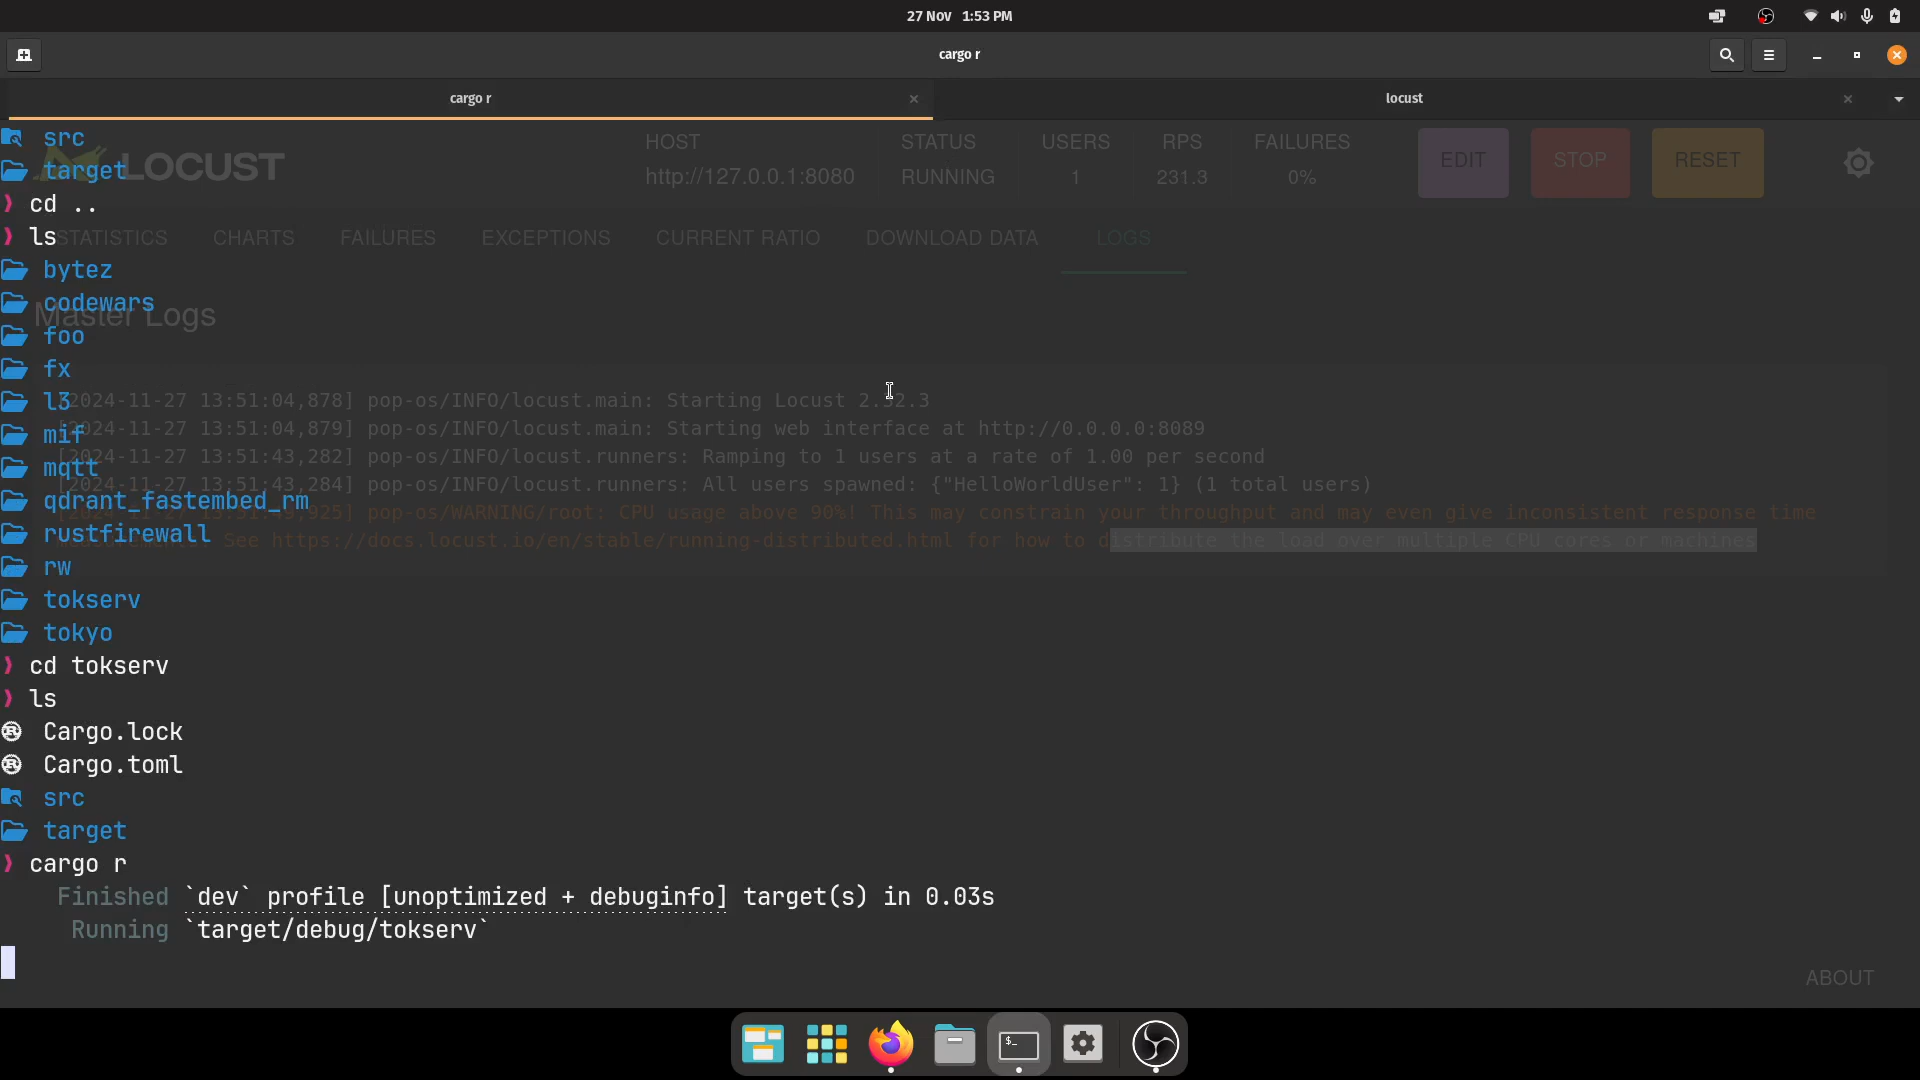 27 Nov 1:53 PM
cargo r
cargo r
locust
src
target
cd ..
ls
bytez
codewars
foo
fx
l3
mif
mqtt
qdrant_fastembed_rm
rustfirewall
rw
tokserv
tokyo
cd tokserv
ls
Cargo.lock
Cargo.toml
src
target
cargo r
Finished `dev` profile [unoptimized + debuginfo] target(s) in 0.03s
Running `target/debug/tokserv`
LOCUST
HOST
http://127.0.0.1:8080
STATUS
RUNNING
USERS
1
RPS
231.3
FAILURES
0%
EDIT
STOP
RESET
STATISTICS
CHARTS
FAILURES
EXCEPTIONS
CURRENT RATIO
DOWNLOAD DATA
LOGS
Master Logs
[2024-11-27 13:51:04,878] pop-os/INFO/locust.main: Starting Locust 2.32.3
[2024-11-27 13:51:04,879] pop-os/INFO/locust.main: Starting web interface at http://0.0.0.0:8089
[2024-11-27 13:51:43,282] pop-os/INFO/locust.runners: Ramping to 1 users at a rate of 1.00 per second
[2024-11-27 13:51:43,284] pop-os/INFO/locust.runners: All users spawned: {"HelloWorldUser": 1} (1 total users)
pop-os/WARNING/root: CPU usage above 90%! This may constrain your throughput and may even give inconsistent response time
See https://docs.locust.io/en/stable/running-distributed.html for how to distribute the load over multiple CPU cores or machines
ABOUT